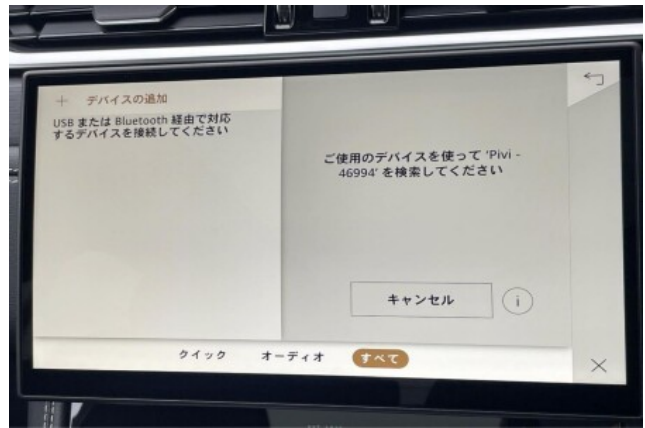 ＋ デバイスの追加
USB または Bluetooth 経由で対応
するデバイスを接続してください
ご使用のデバイスを使って 'Pivi -
46994' を検索してください
キャンセル
i
クイック オーディオ すべて